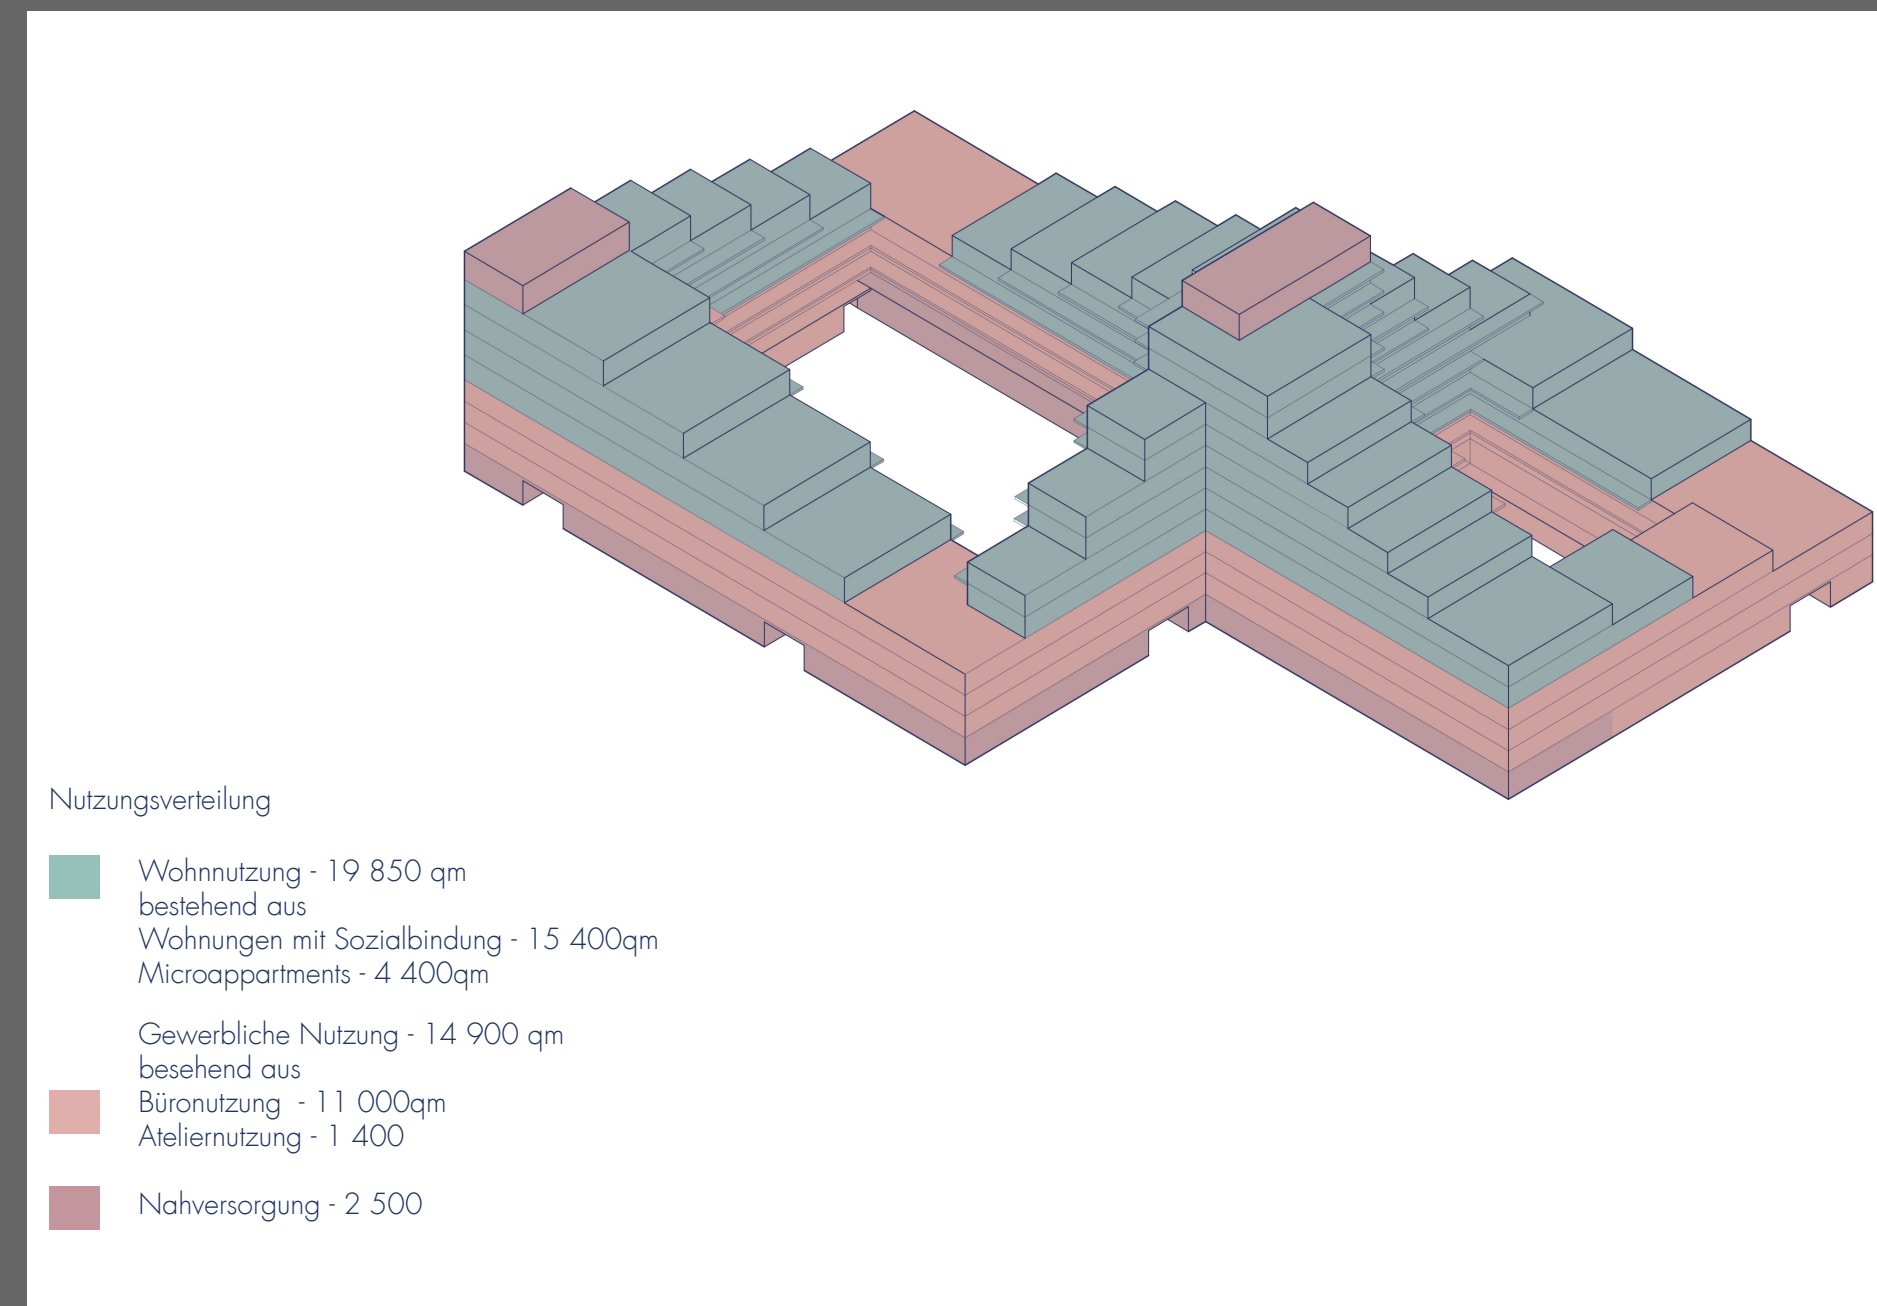 Nutzungsverteilung
Wohnnutzung - 19 850 qm
bestehend aus
Wohnungen mit Sozialbindung - 15 400qm
Microappartments - 4 400qm
Gewerbliche Nutzung - 14 900 qm
besehend aus
Büronutzung - 11 000qm
Ateliernutzung - 1 400
Nahversorgung - 2 500